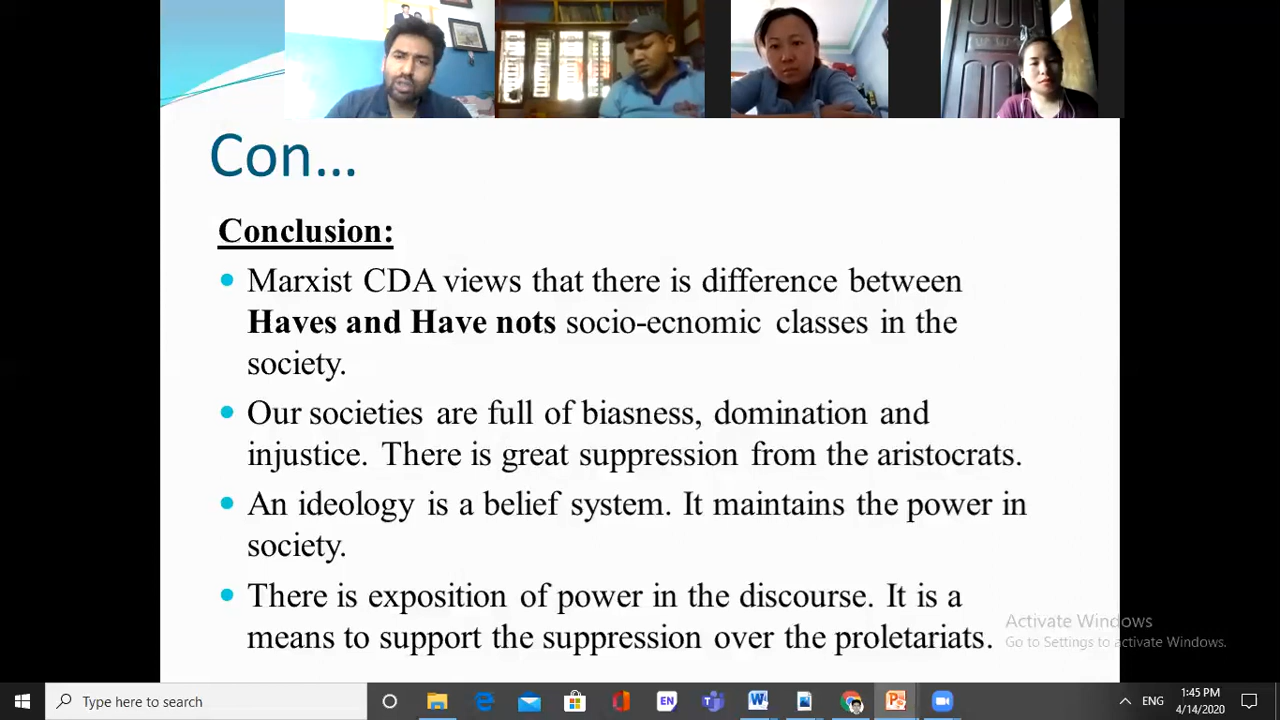 Con...
Conclusion:
Marxist CDA views that there is difference between
Haves and Have nots socio-ecnomic classes in the
society.
Our societies are full of biasness, domination and
injustice. There is great suppression from the aristocrats.
An ideology is a belief system. It maintains the power in
society.
There is exposition of power in the discourse. It is a
means to support the suppression over the proletariats.
Activate Windows
Go to Settings to activate Windows.
Type here to search
EN
ENG
1:45 PM
4/14/2020